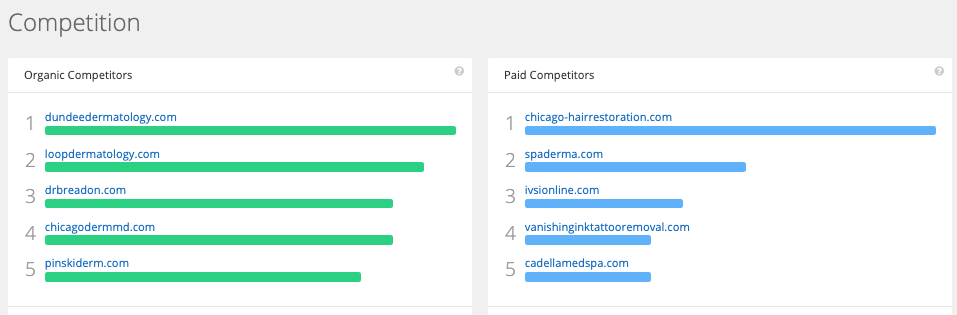 Competition
Organic Competitors
1 dundeedermatology.com
2 loopdermatology.com
3 drbreadon.com
4 chicagodermmd.com
5 pinskiderm.com
Paid Competitors
1 chicago-hairrestoration.com
2 spaderma.com
3 ivsionline.com
4 vanishinginktattooremoval.com
5 cadellamedspa.com